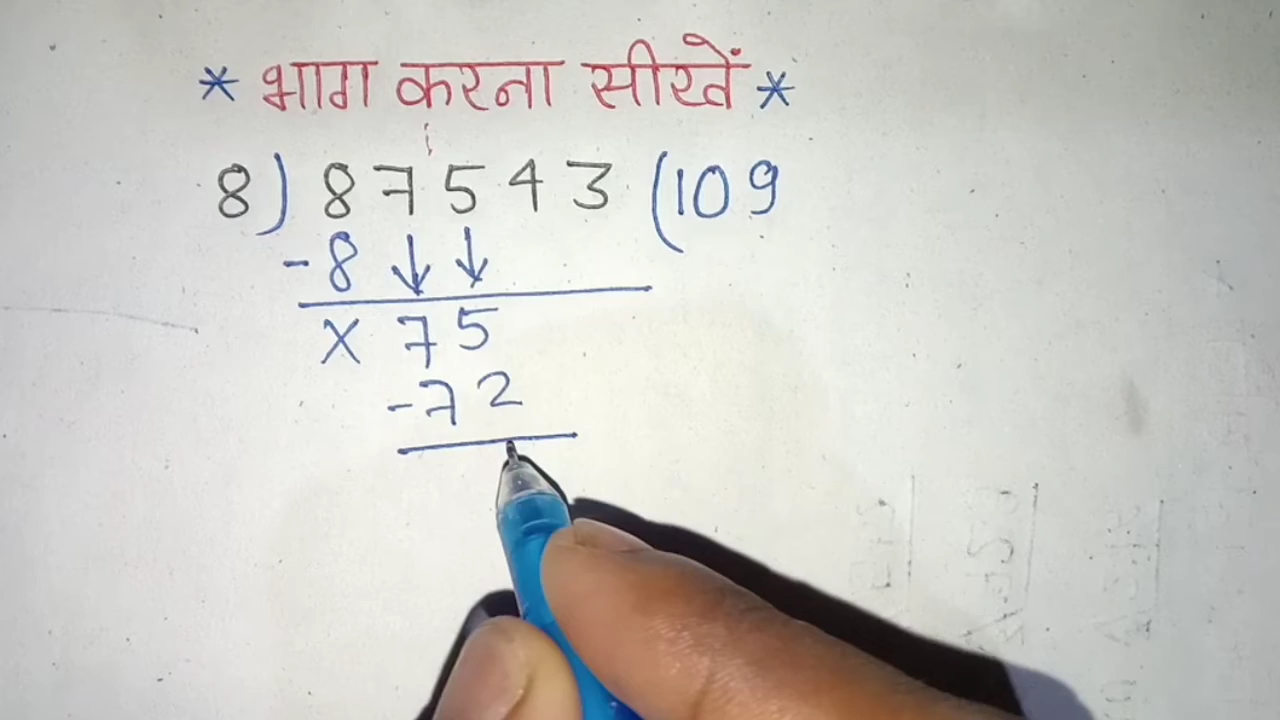 * भाग करना सीखें *
8) 87543 (109
-8 ↓ ↓
x 75
-72